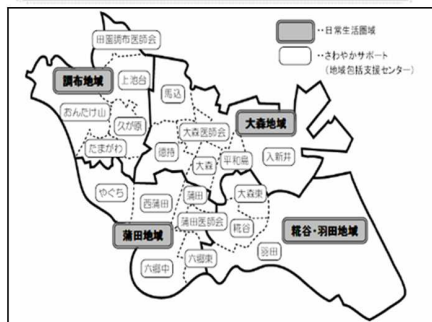 ‥日常生活圏域
‥さわやかサポート
(地域包括支援センター)
田園調布医師会
調布地域
上池台
馬込
おんたけ山
久が原
大森医師会
大森地域
たまがわ
徳持
大森
平和島
入新井
やぐち
西蒲田
蒲田
大森東
蒲田医師会
糀谷
蒲田地域
糀谷・羽田地域
羽田
六郷中
六郷東